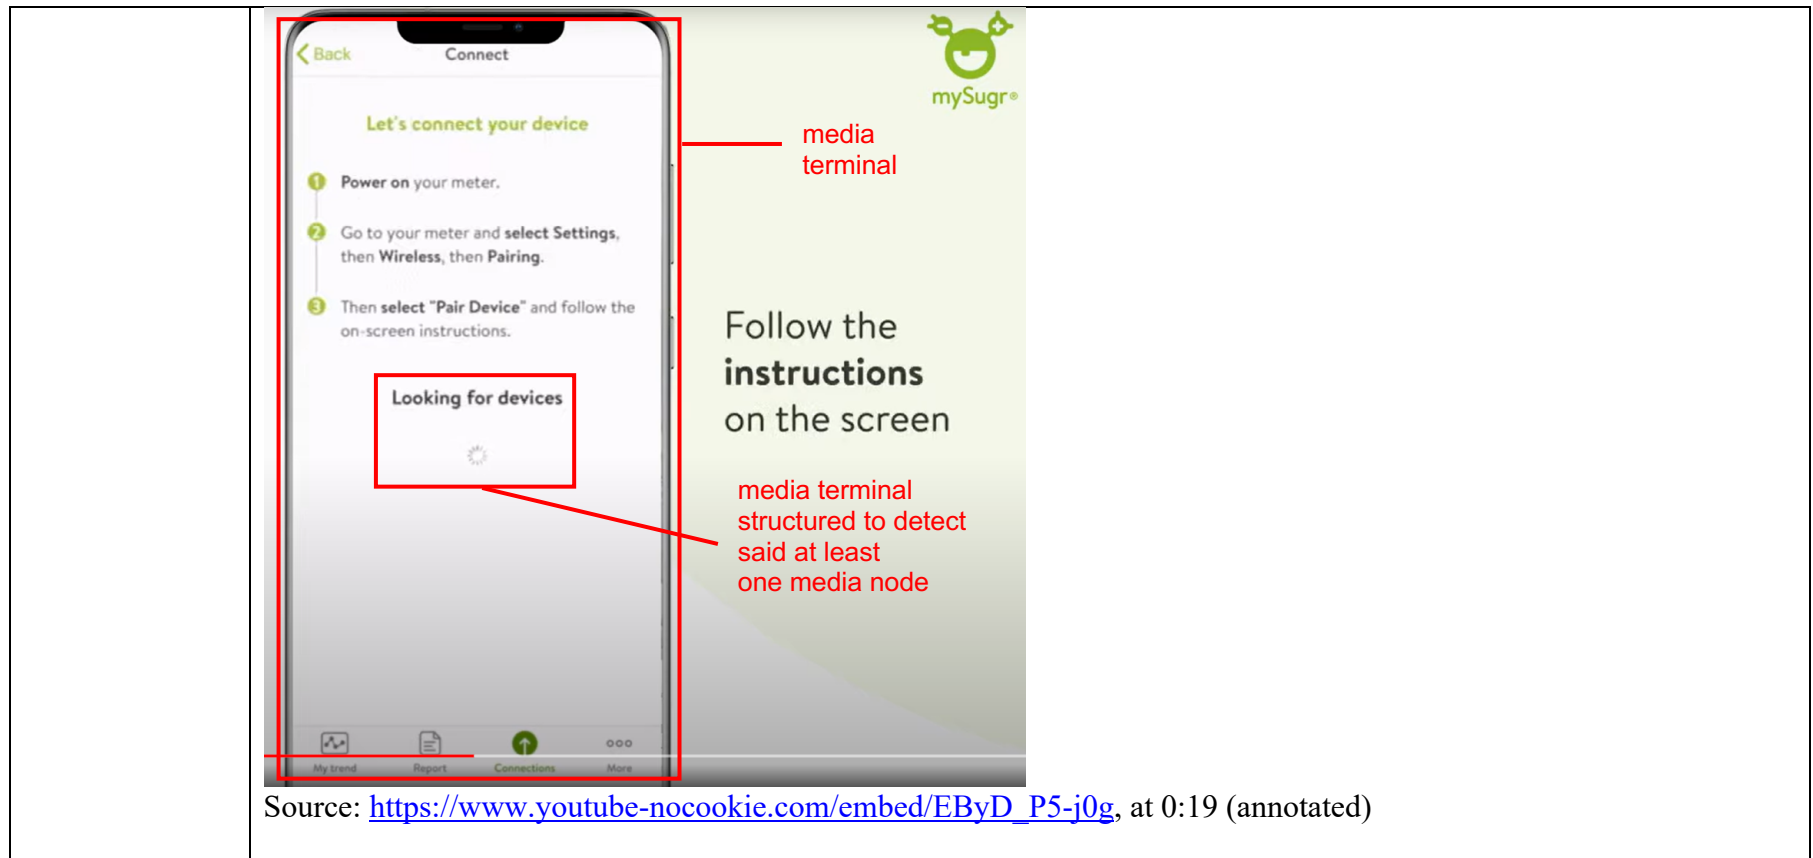 Back
Connect
mySugr®
Let's connect your device
media
terminal
1 Power on your meter.
2 Go to your meter and select Settings,
then Wireless, then Pairing.
3 Then select "Pair Device" and follow the
on-screen instructions.
Follow the
instructions
on the screen
Looking for devices
media terminal
structured to detect
said at least
one media node
My trend
Report
Connections
More
Source: https://www.youtube-nocookie.com/embed/EByD_P5-j0g, at 0:19 (annotated)